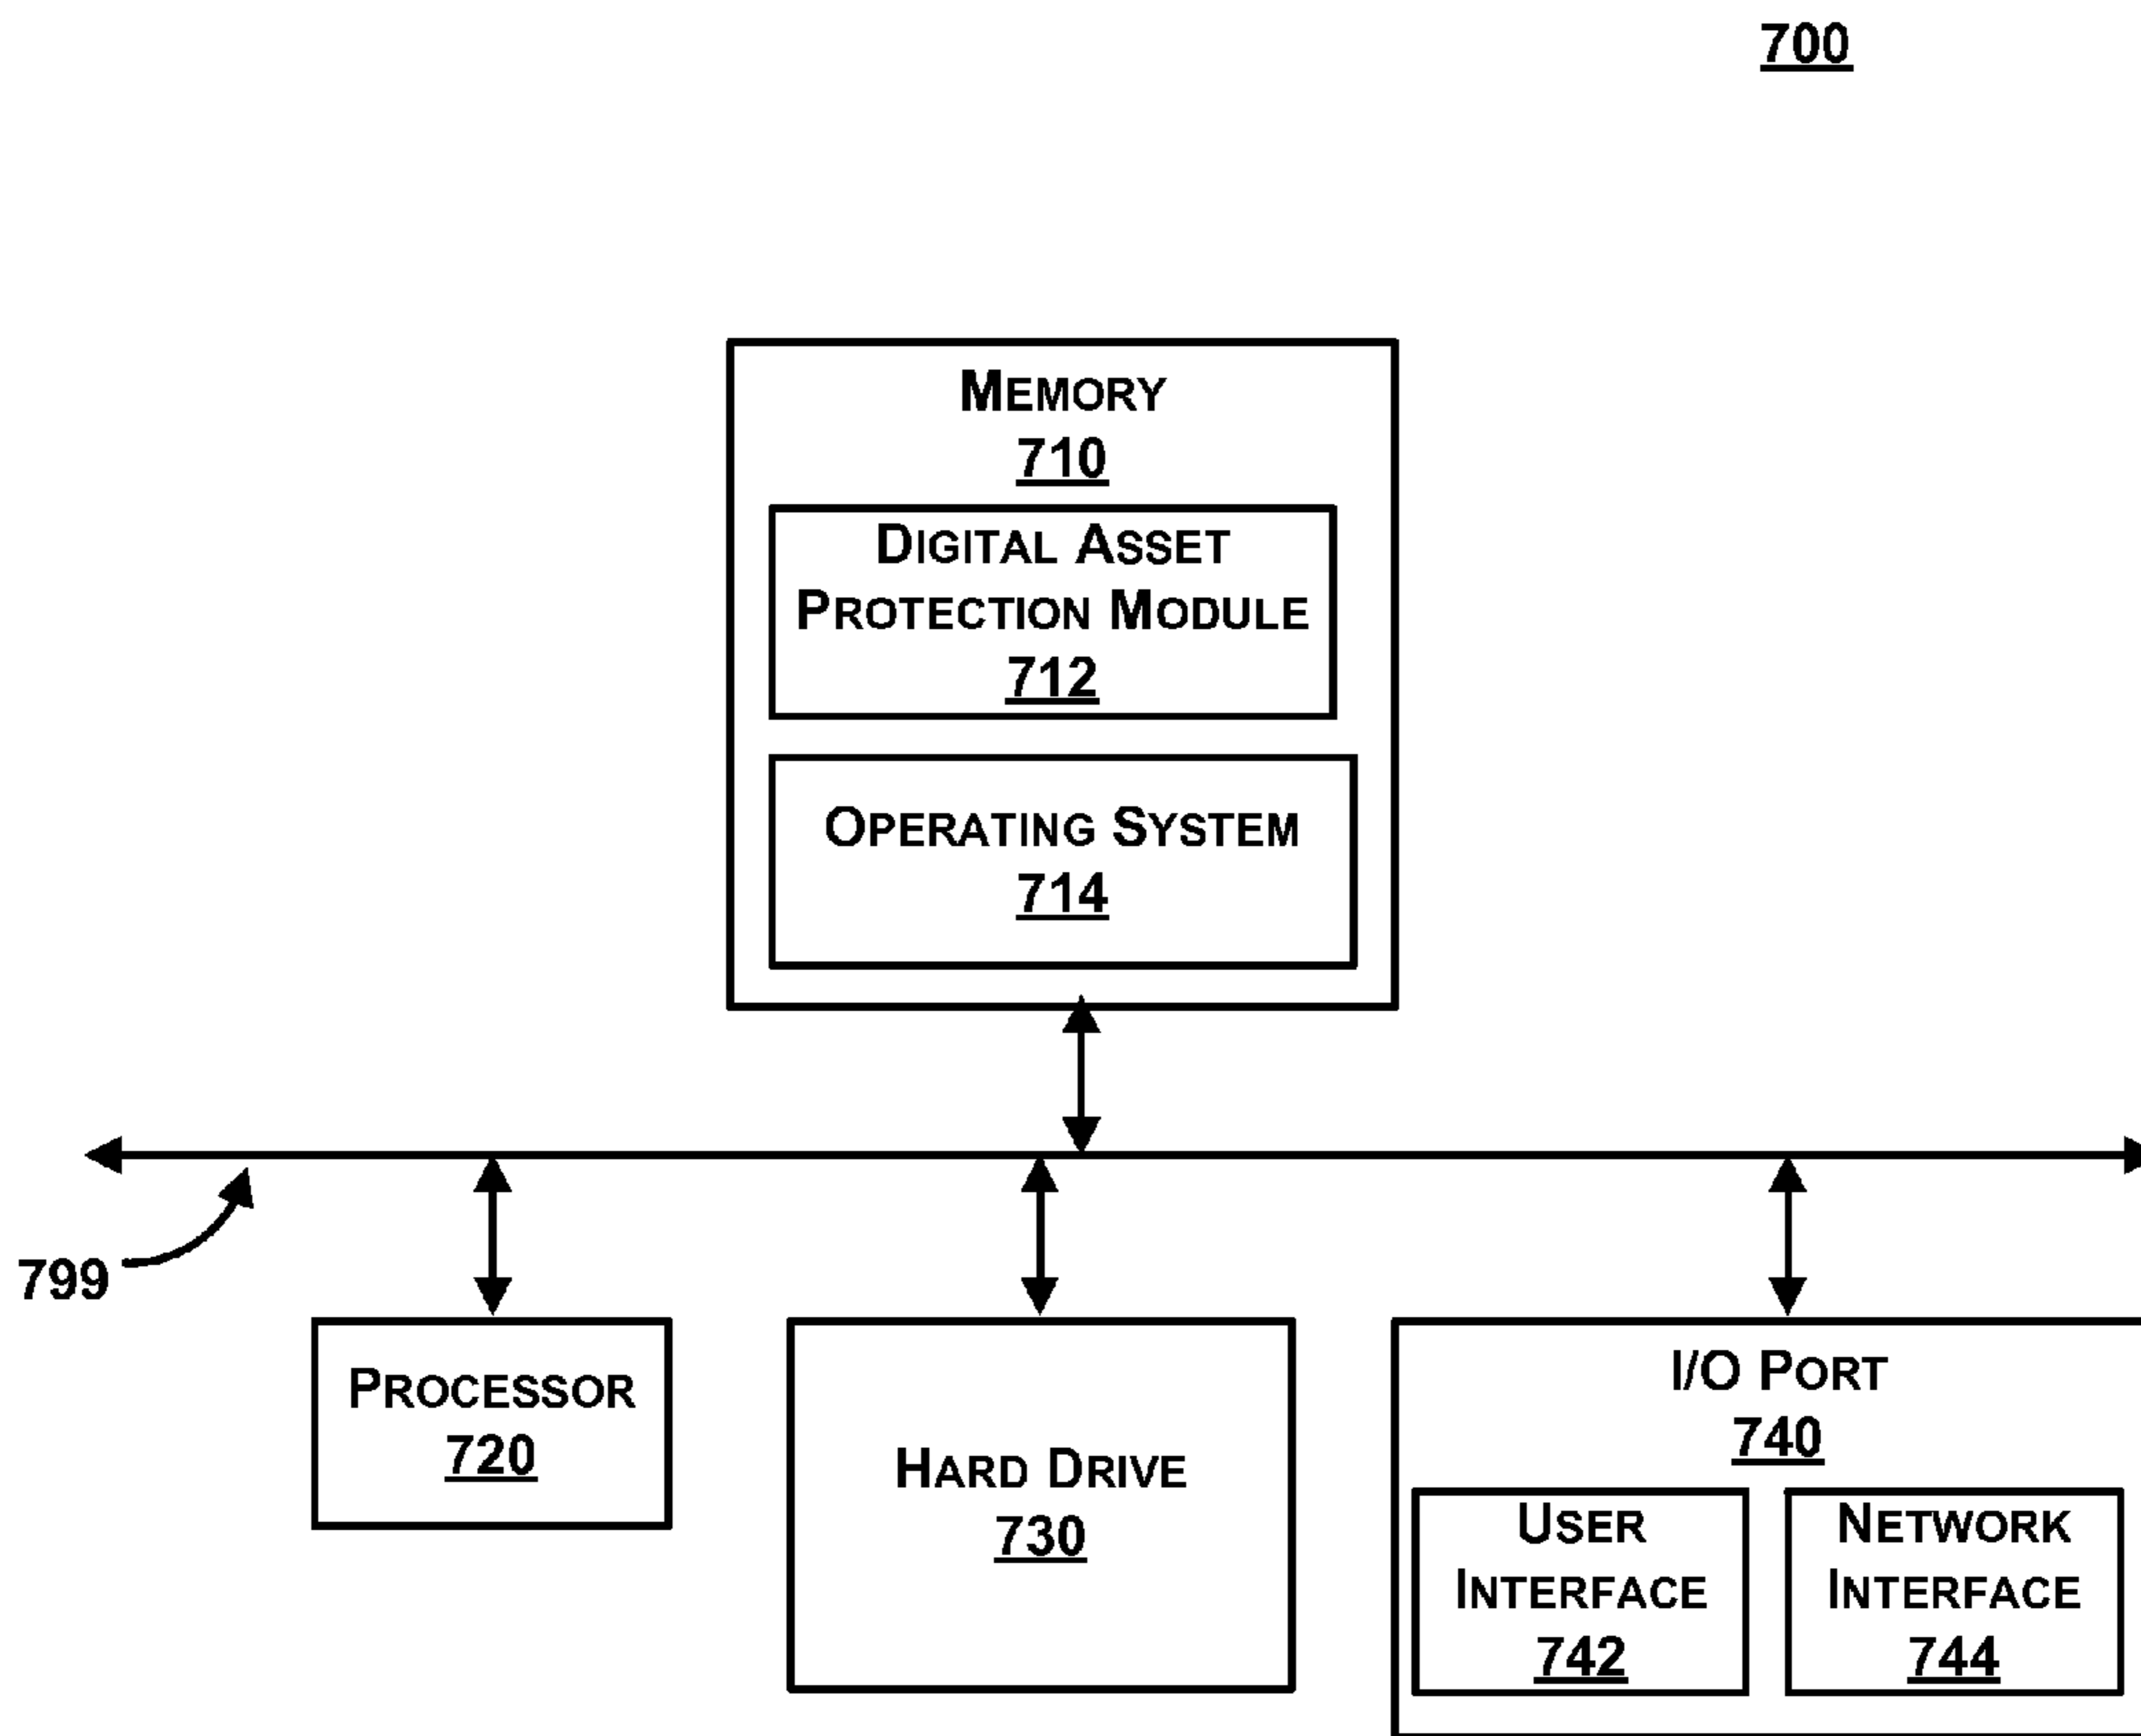 700
MEMORY
710
DIGITAL ASSET
PROTECTION MODULE
712
OPERATING SYSTEM
714
799
PROCESSOR
720
HARD DRIVE
730
I/O PORT
740
USER
INTERFACE
742
NETWORK
INTERFACE
744